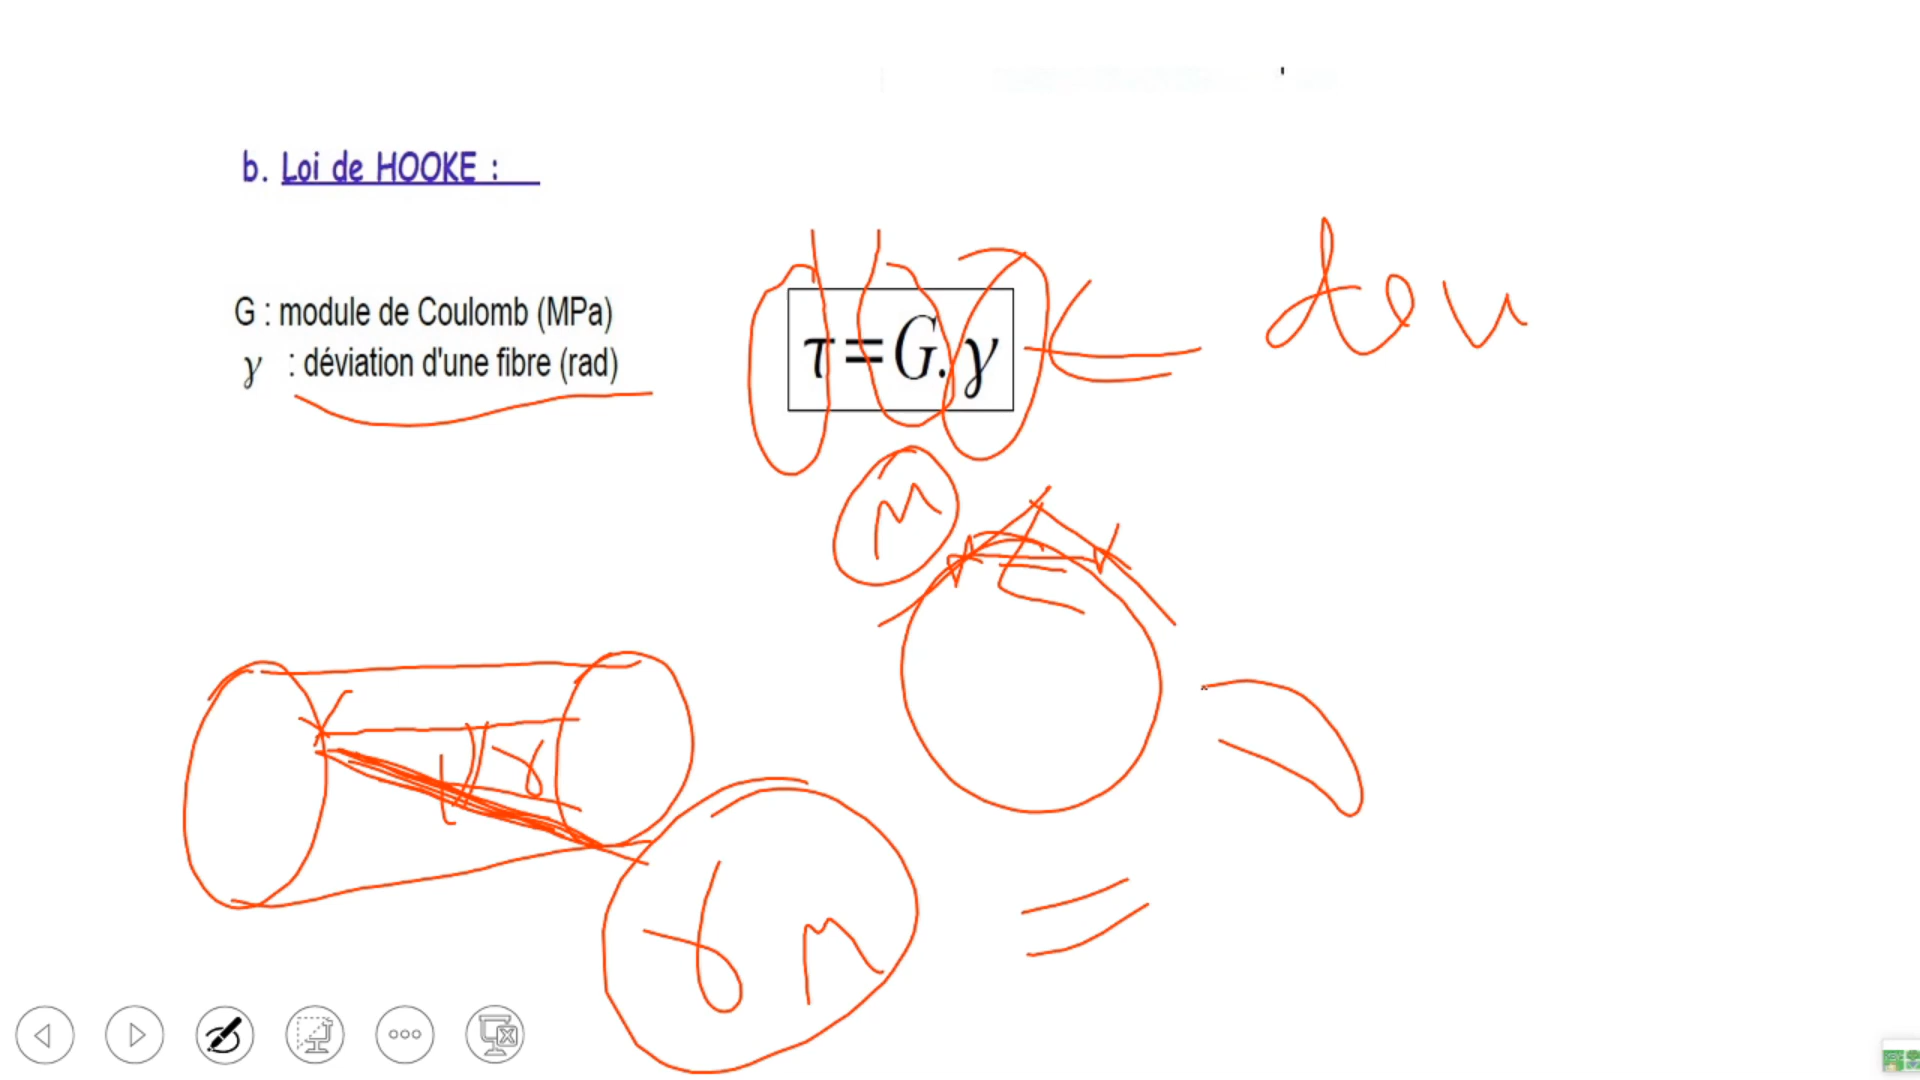 b. Loi de HOOKE :
G : module de Coulomb (MPa)
γ : déviation d'une fibre (rad)
τ = G. γ
M
γ
γ M
=